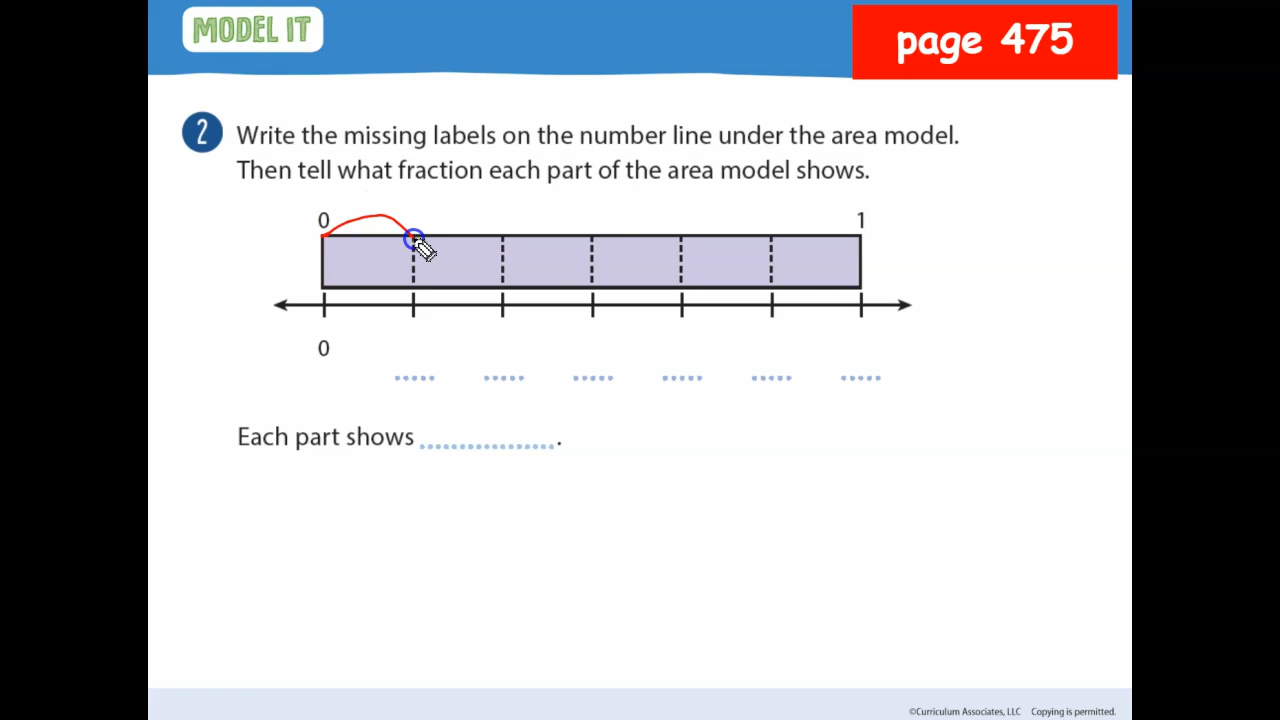 MODEL IT
page 475
2 Write the missing labels on the number line under the area model.
Then tell what fraction each part of the area model shows.
0 1
0
Each part shows .
©Curriculum Associates, LLC Copying is permitted.